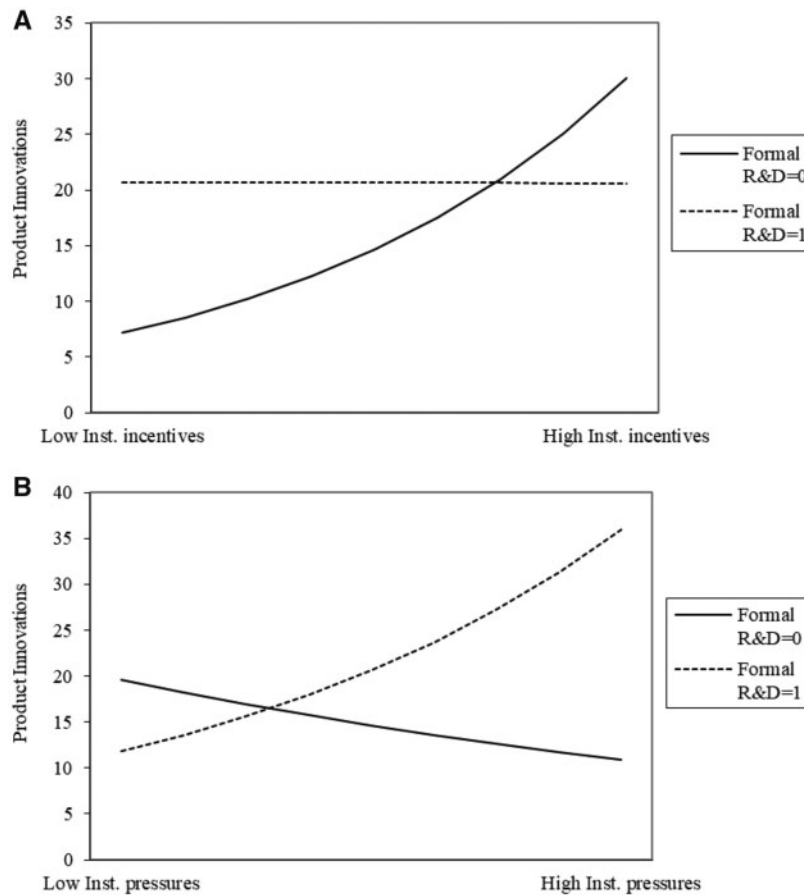 A
35
30
25
20
15
10
5
0
Product Innovations
Low Inst. incentives
High Inst. incentives
Formal
R&D=0
Formal
R&D=1
B
40
35
30
25
20
15
10
5
0
Product Innovations
Low Inst. pressures
High Inst. pressures
Formal
R&D=0
Formal
R&D=1